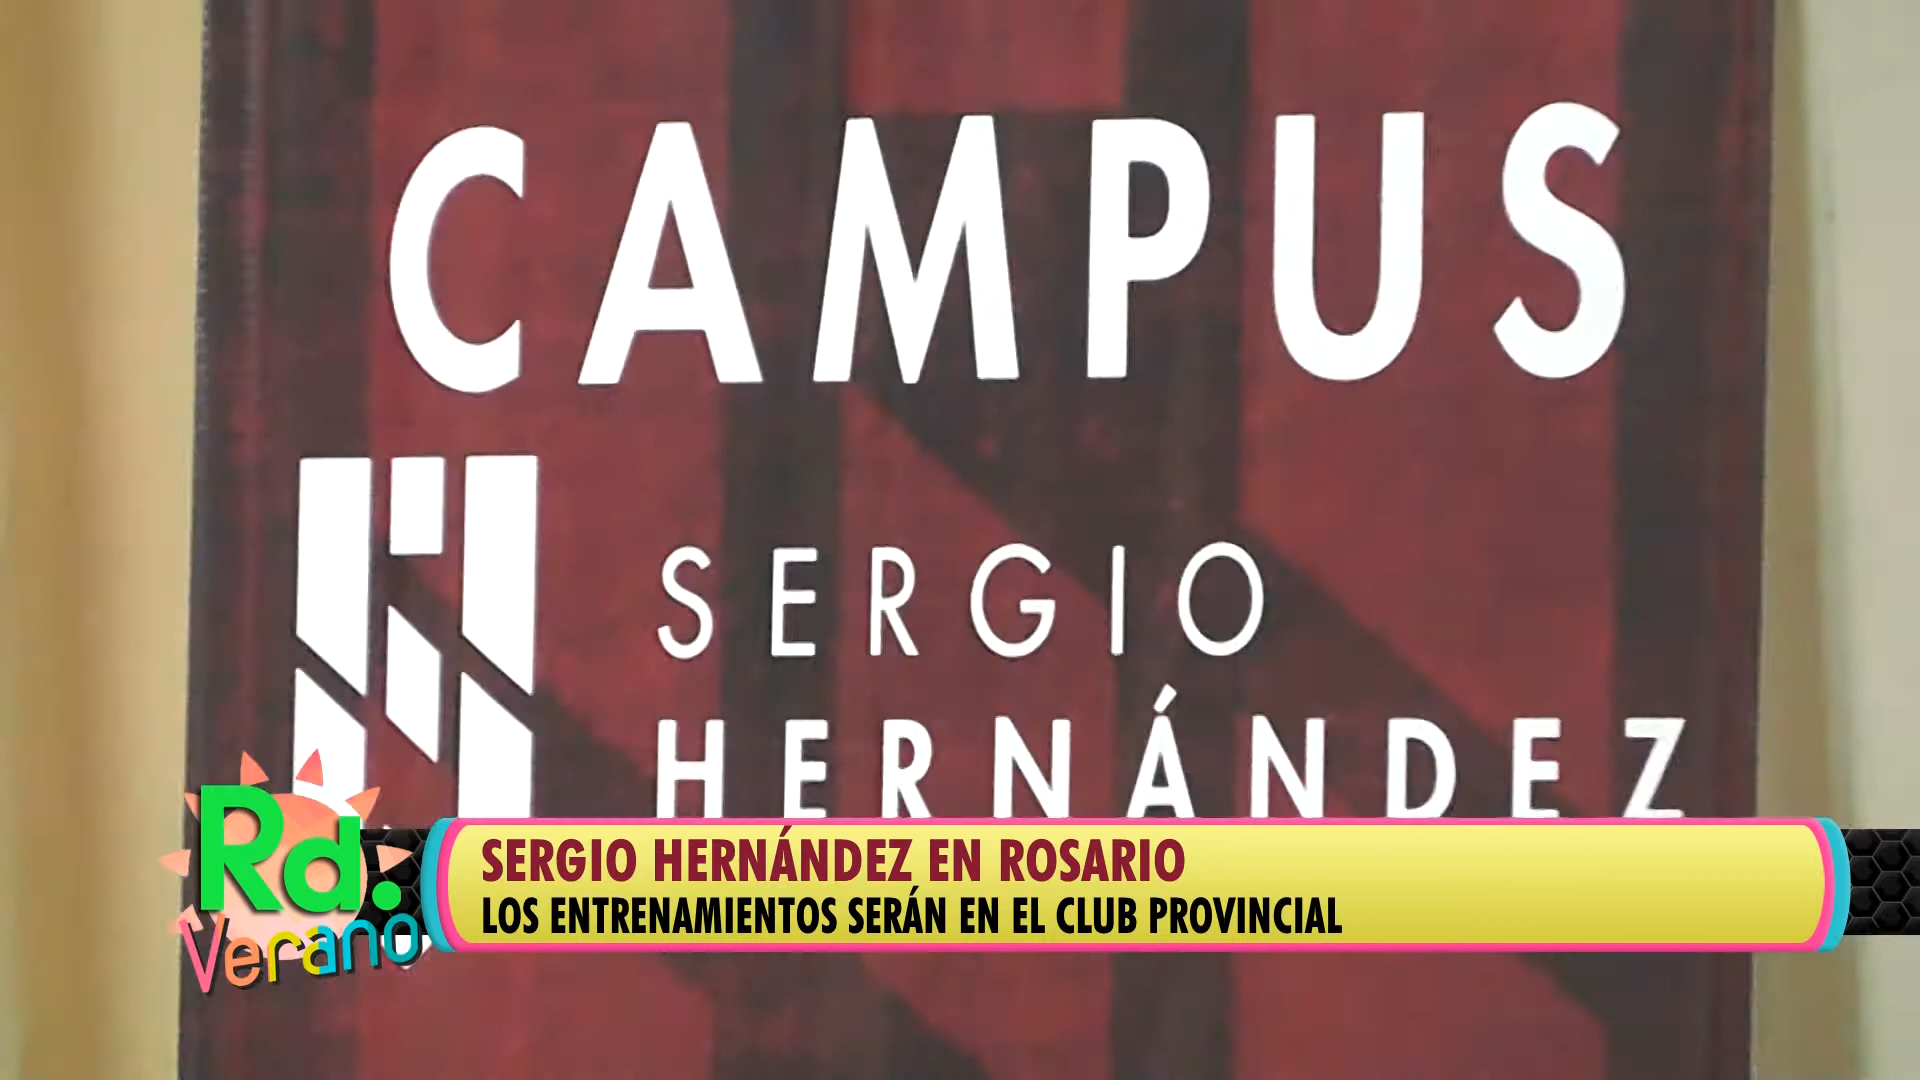 CAMPUS
SERGIO
HERNÁNDEZ
Rd.
Verano
SERGIO HERNÁNDEZ EN ROSARIO
LOS ENTRENAMIENTOS SERÁN EN EL CLUB PROVINCIAL